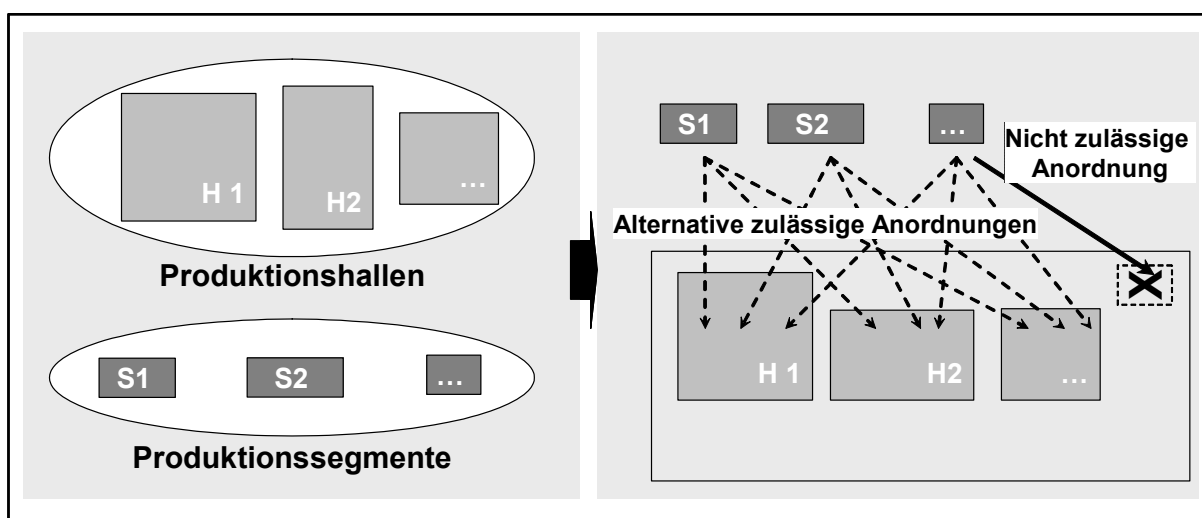 H 1
H2
...
Produktionshallen
S1
S2
...
Produktionssegmente
S1
S2
...
Nicht zulässige
Anordnung
Alternative zulässige Anordnungen
X
H 1
H2
...